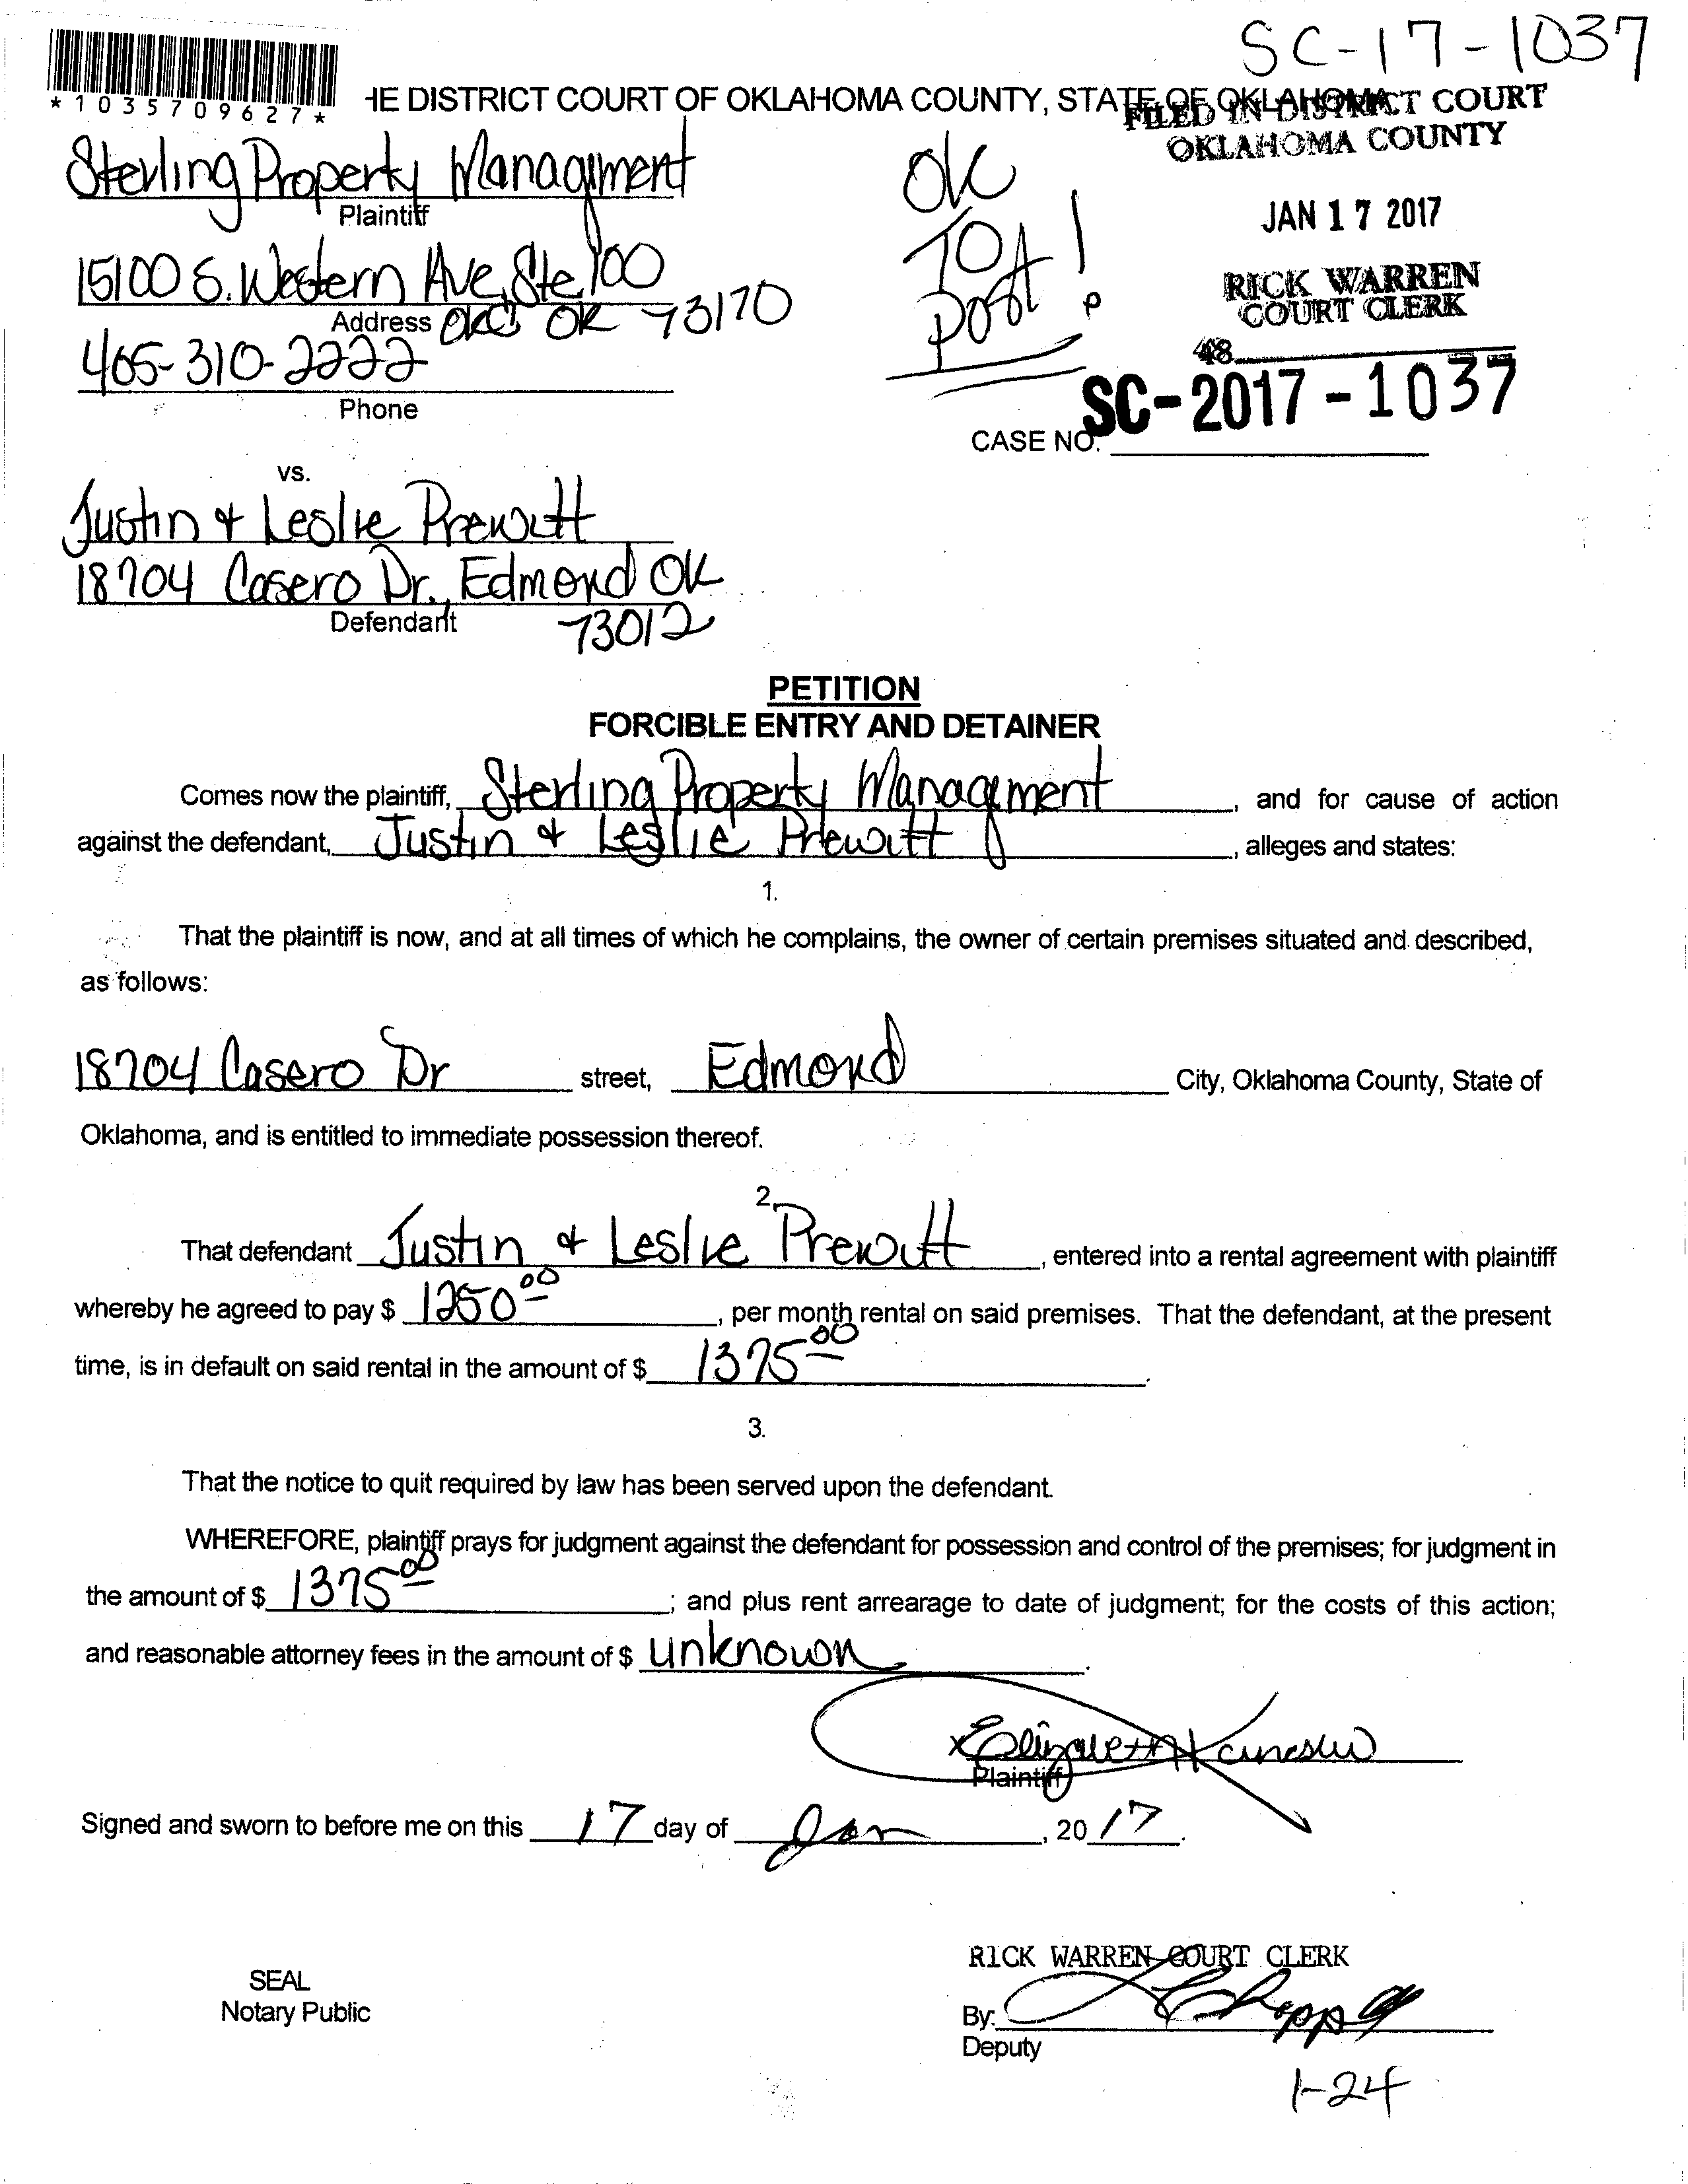 SC-17-1037
*1035709627*
HE DISTRICT COURT OF OKLAHOMA COUNTY, STATE OF OKLAHOMA
FILED IN DISTRICT COURT
OKLAHOMA COUNTY
Sterling Property Management
Plaintiff
OK
TO
Post!
JAN 17 2017
15100 S. Western Ave, Ste 100
Address OKC OK 73170
RICK WARREN
COURT CLERK
405-310-2222
Phone
48
SC-2017-1037
CASE NO.
vs.
Justin & Leslie Prewitt
18704 Casero Dr. Edmond OK
Defendant 73012
PETITION
FORCIBLE ENTRY AND DETAINER
Comes now the plaintiff, Sterling Property Management, and for cause of action
against the defendant, Justin & Leslie Prewitt, alleges and states:
1.
That the plaintiff is now, and at all times of which he complains, the owner of certain premises situated and described,
as follows:
18704 Casero Dr street, Edmond City, Oklahoma County, State of
Oklahoma, and is entitled to immediate possession thereof.
2.
That defendant Justin & Leslie Prewitt, entered into a rental agreement with plaintiff
whereby he agreed to pay $ 1250.00, per month rental on said premises. That the defendant, at the present
time, is in default on said rental in the amount of $ 1375.00.
3.
That the notice to quit required by law has been served upon the defendant.
WHEREFORE, plaintiff prays for judgment against the defendant for possession and control of the premises; for judgment in
the amount of $ 1375.00; and plus rent arrearage to date of judgment; for the costs of this action;
and reasonable attorney fees in the amount of $ unknown.
x Elizabeth
Plaintiff
Signed and sworn to before me on this 17 day of Jan, 2017.
RICK WARREN COURT CLERK
SEAL
Notary Public
By:
Deputy
1-24